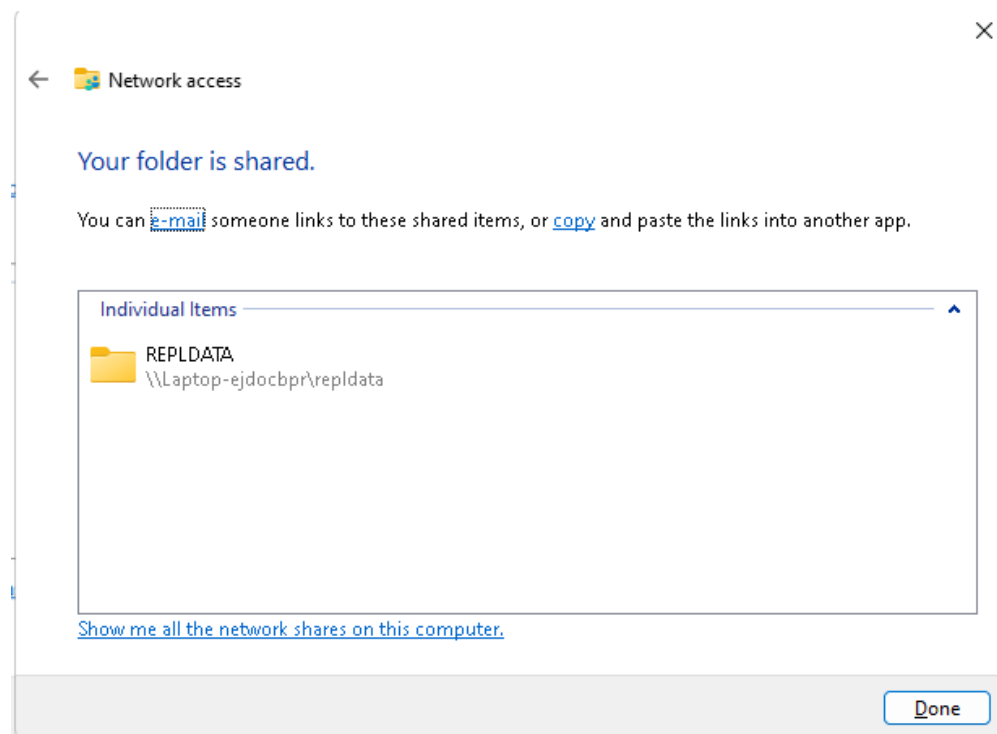 Network access
Your folder is shared.
You can e-mail someone links to these shared items, or copy and paste the links into another app.
Individual Items
REPLDATA
\\Laptop-ejdocbpr\repldata
Show me all the network shares on this computer.
Done